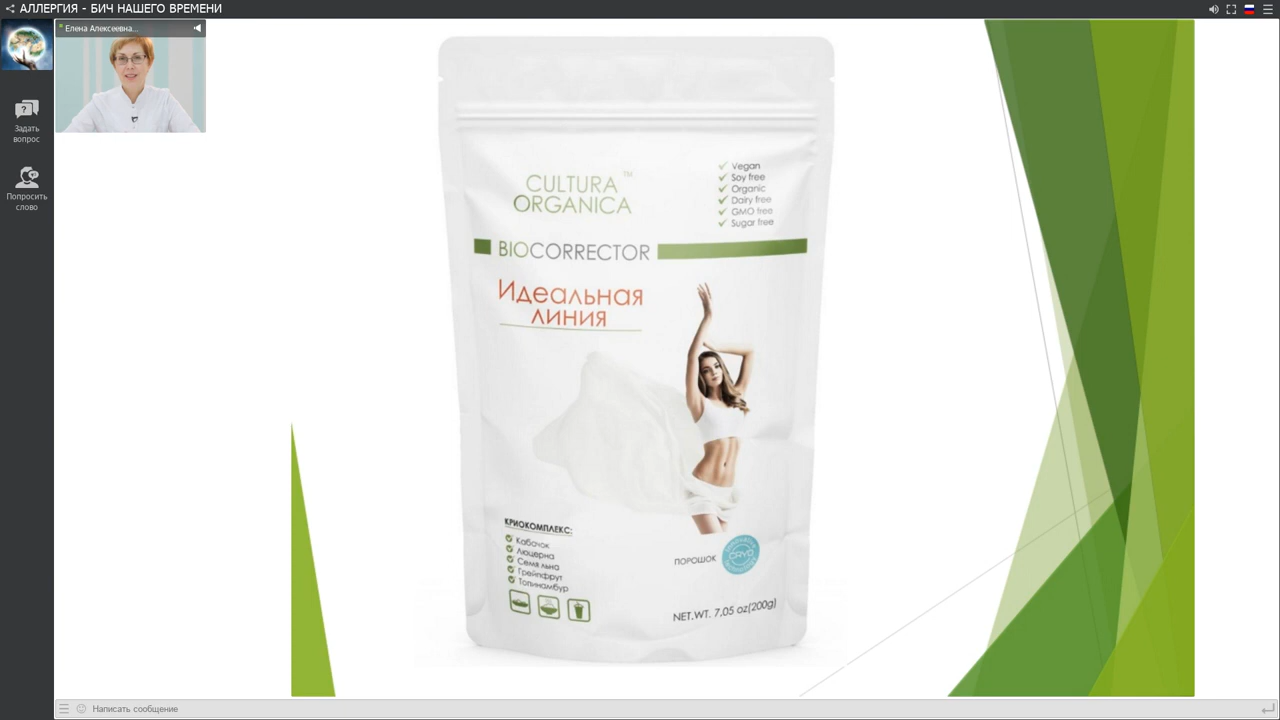 АЛЛЕРГИЯ - БИЧ НАШЕГО ВРЕМЕНИ
Елена Алексеевна...
Задать
вопрос
Попросить
слово
CULTURA
ORGANICA
TM
Vegan
Soy free
Organic
Dairy free
GMO free
Sugar free
BIOCORRECTOR
Идеальная
линия
КРИОКОМПЛЕКС:
Кабачок
Люцерна
Семя льна
Грейпфрут
Топинамбур
ПОРОШОК
CRYO
NET.WT. 7,05 oz(200g)
Написать сообщение